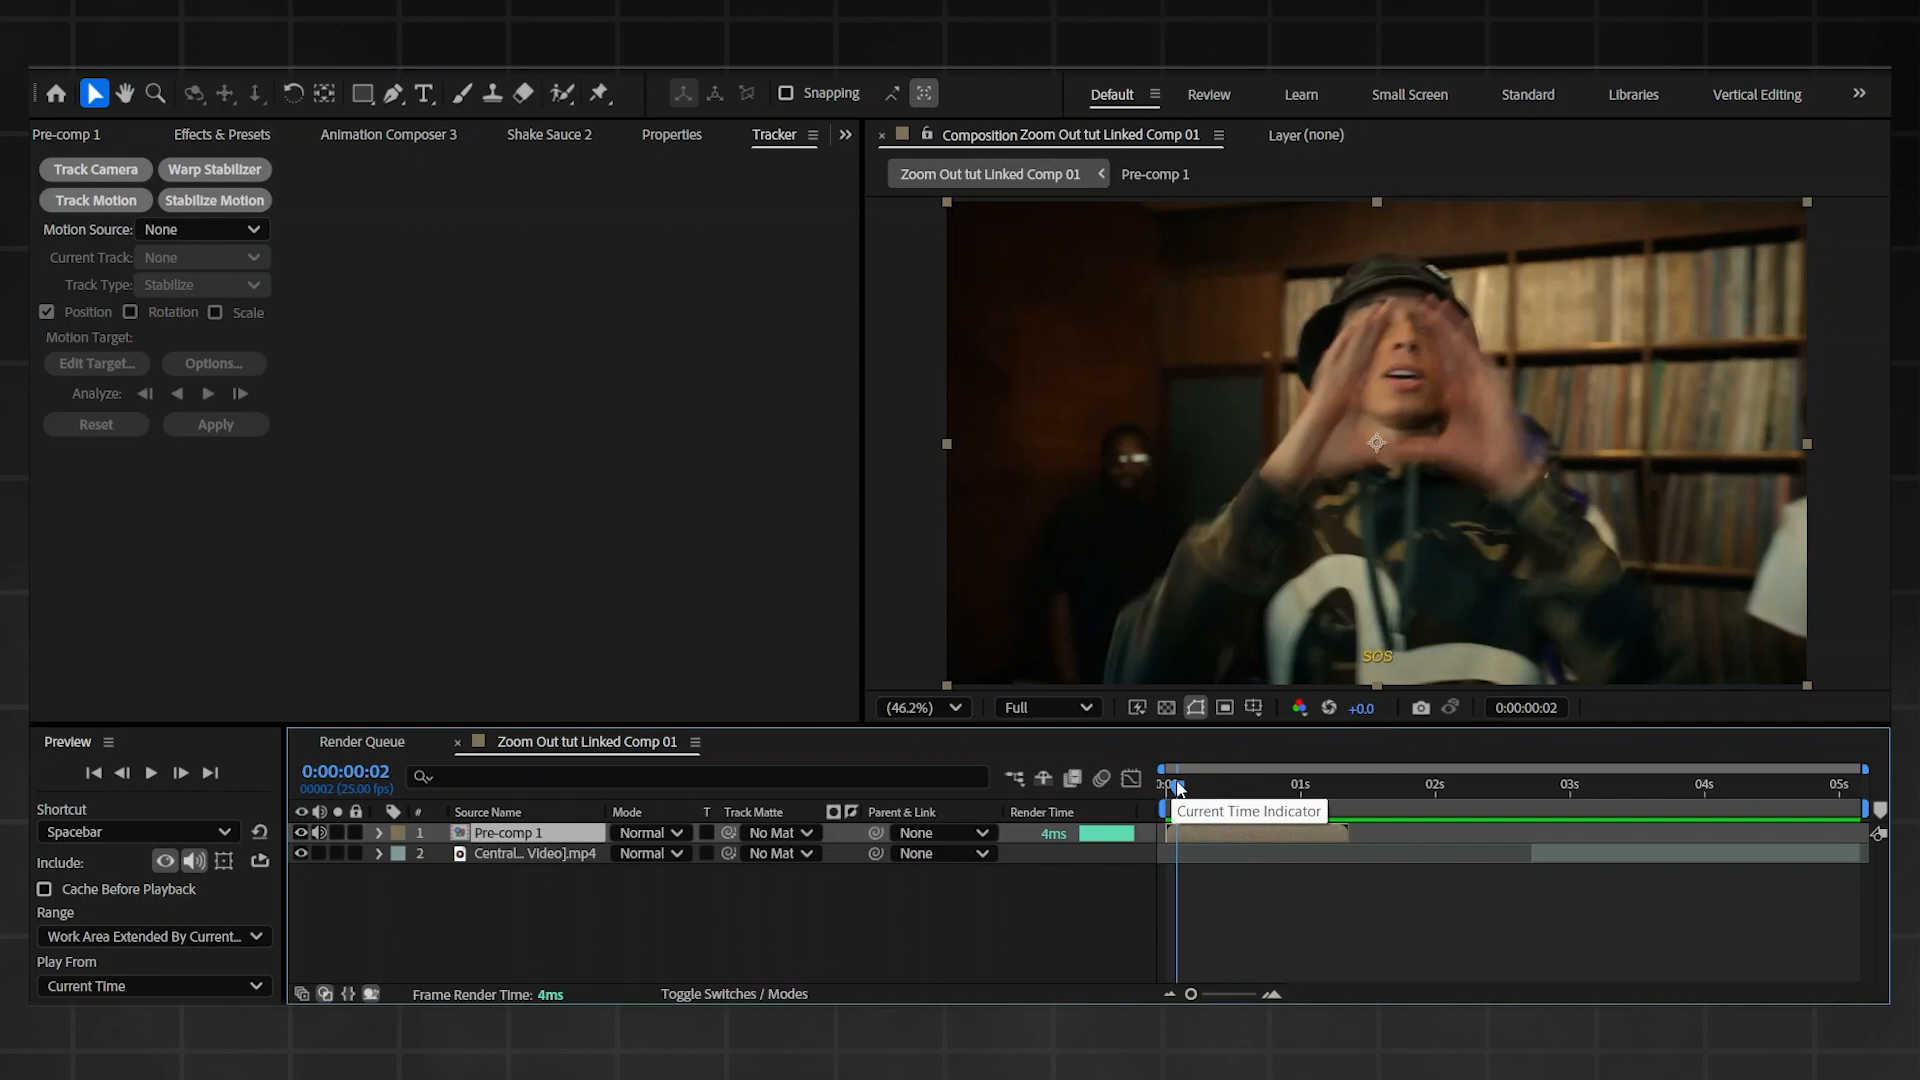 Snapping
Default
Review
Learn
Small Screen
Standard
Libraries
Vertical Editing
Pre-comp 1
Effects & Presets
Animation Composer 3
Shake Sauce 2
Properties
Tracker
Composition Zoom Out tut Linked Comp 01
Layer (none)
Track Camera
Warp Stabilizer
Track Motion
Stabilize Motion
Motion Source: None
Current Track: None
Track Type: Stabilize
Position
Rotation
Scale
Motion Target:
Edit Target...
Options...
Analyze:
Reset
Apply
Zoom Out tut Linked Comp 01
Pre-comp 1
SOS
(46.2%)
Full
+0.0
0:00:00:02
Preview
Shortcut
Spacebar
Include:
Cache Before Playback
Range
Work Area Extended By Current...
Play From
Current Time
Render Queue
Zoom Out tut Linked Comp 01
0:00:00:02
00002 (25.00 fps)
01s
02s
03s
04s
05s
Current Time Indicator
#
Source Name
Mode
T
Track Matte
Parent & Link
Render Time
1
Pre-comp 1
Normal
No Mat
None
4ms
2
Central... Video].mp4
Normal
No Mat
None
Frame Render Time: 4ms
Toggle Switches / Modes